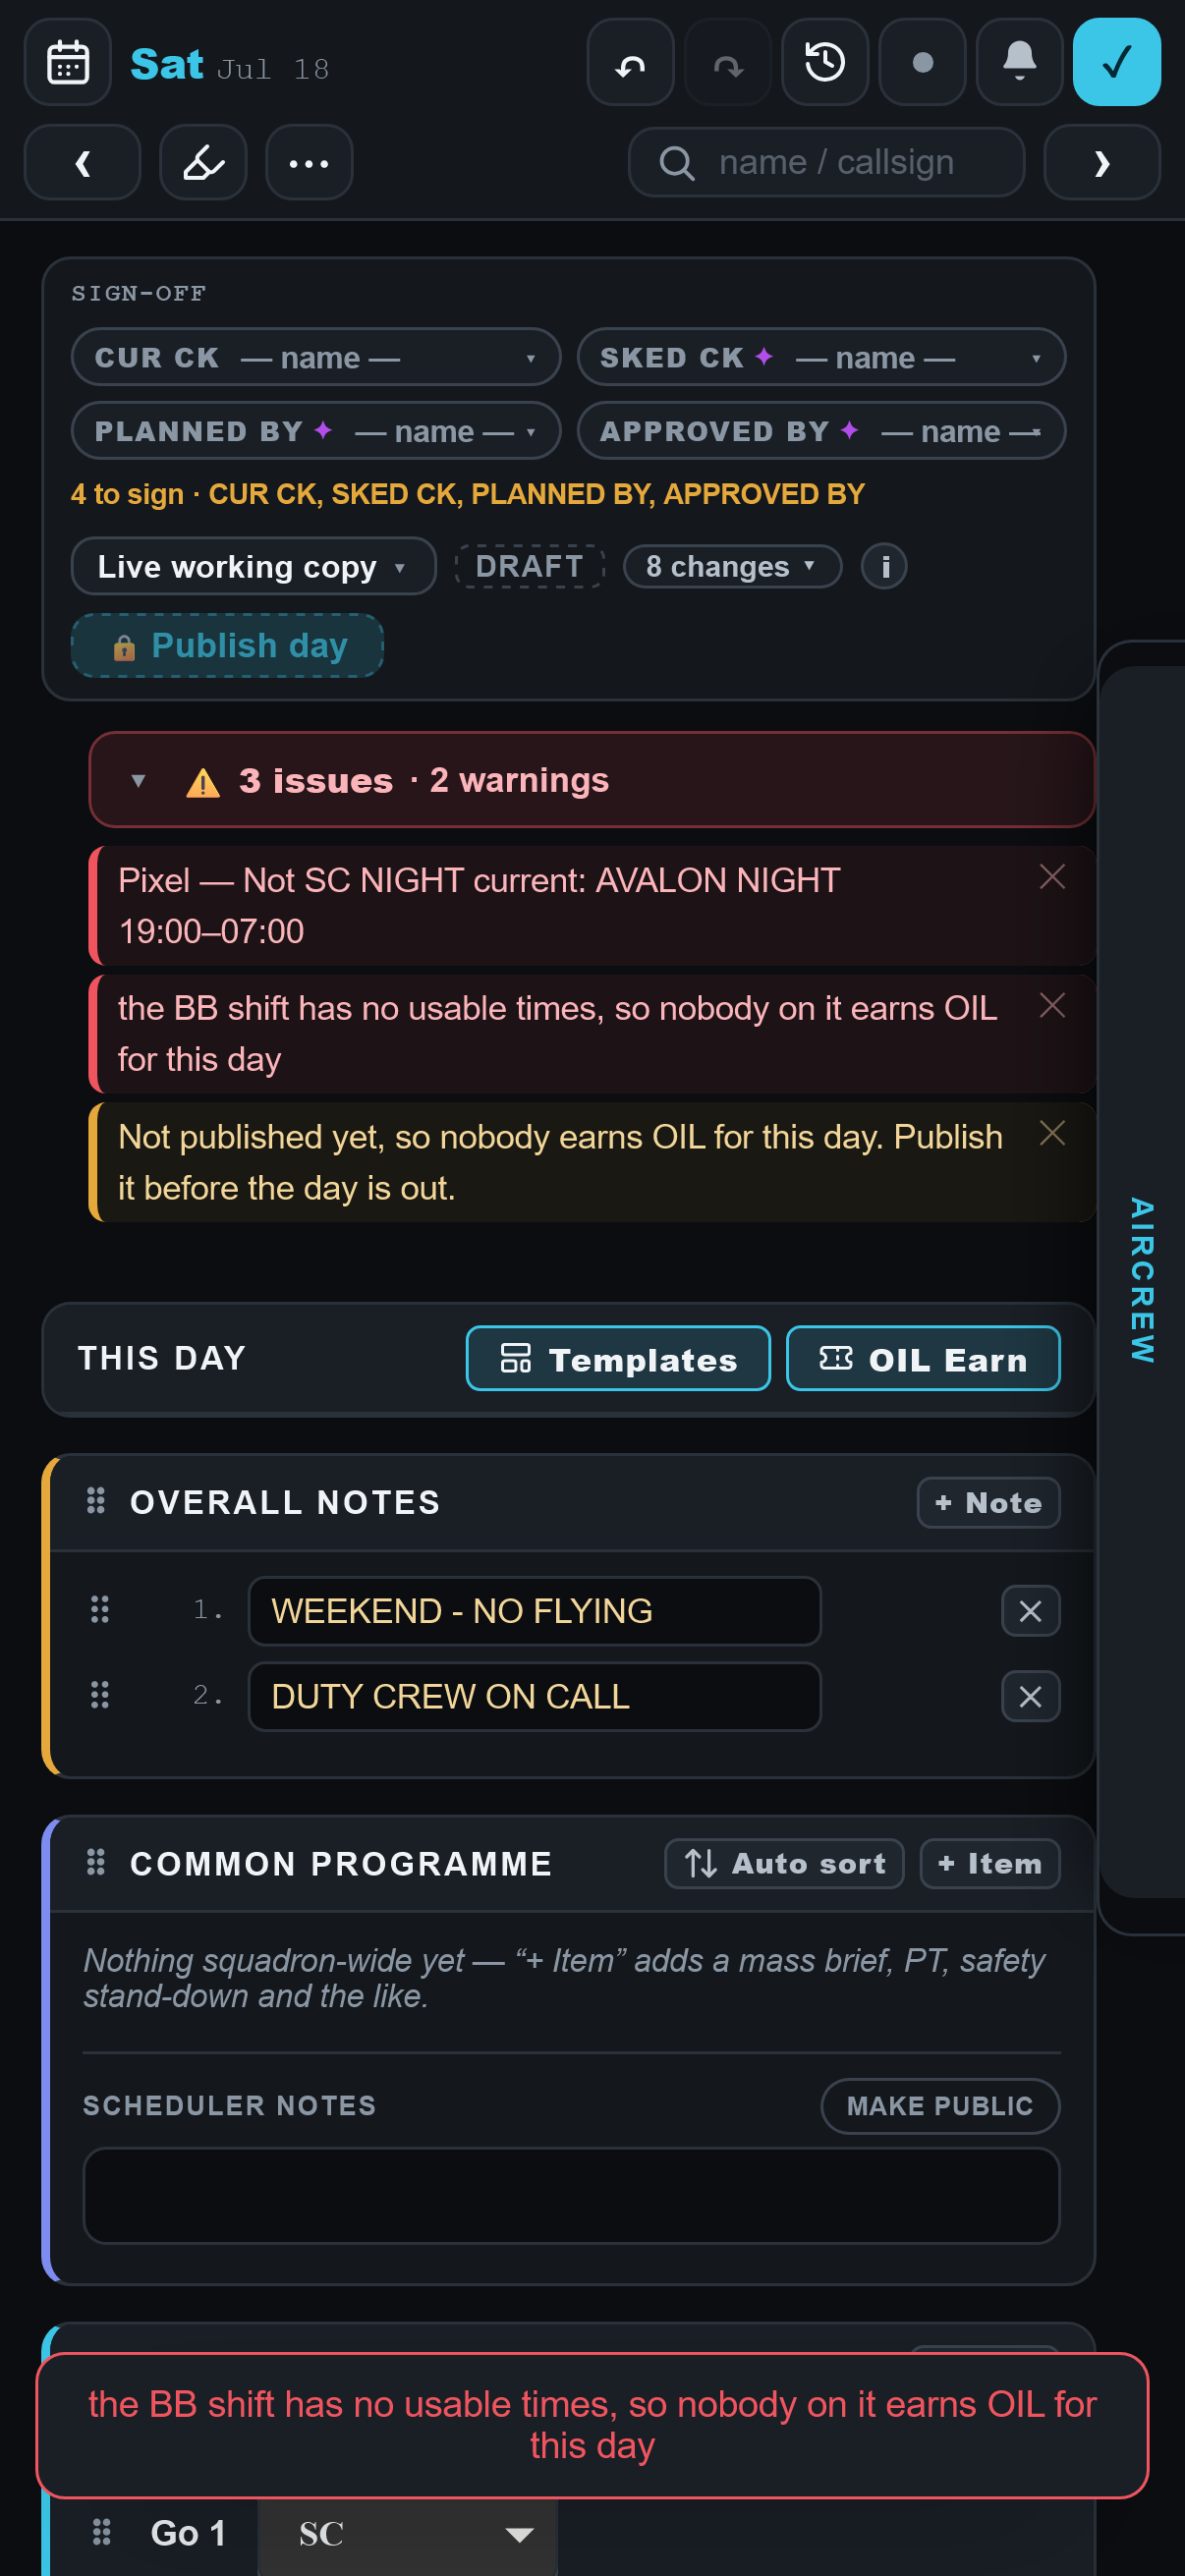 Sat Jul 18
name / callsign
SIGN-OFF
CUR CK — name —
SKED CK ✦ — name —
PLANNED BY ✦ — name —
APPROVED BY ✦ — name —
4 to sign · CUR CK, SKED CK, PLANNED BY, APPROVED BY
Live working copy
DRAFT
8 changes
i
Publish day
3 issues · 2 warnings
Pixel — Not SC NIGHT current: AVALON NIGHT
19:00–07:00
the BB shift has no usable times, so nobody on it earns OIL
for this day
Not published yet, so nobody earns OIL for this day. Publish
it before the day is out.
AIRCREW
THIS DAY
Templates
OIL Earn
OVERALL NOTES
+ Note
1. WEEKEND - NO FLYING
2. DUTY CREW ON CALL
COMMON PROGRAMME
Auto sort
+ Item
Nothing squadron-wide yet — “+ Item” adds a mass brief, PT, safety
stand-down and the like.
SCHEDULER NOTES
MAKE PUBLIC
the BB shift has no usable times, so nobody on it earns OIL for
this day
Go 1
SC